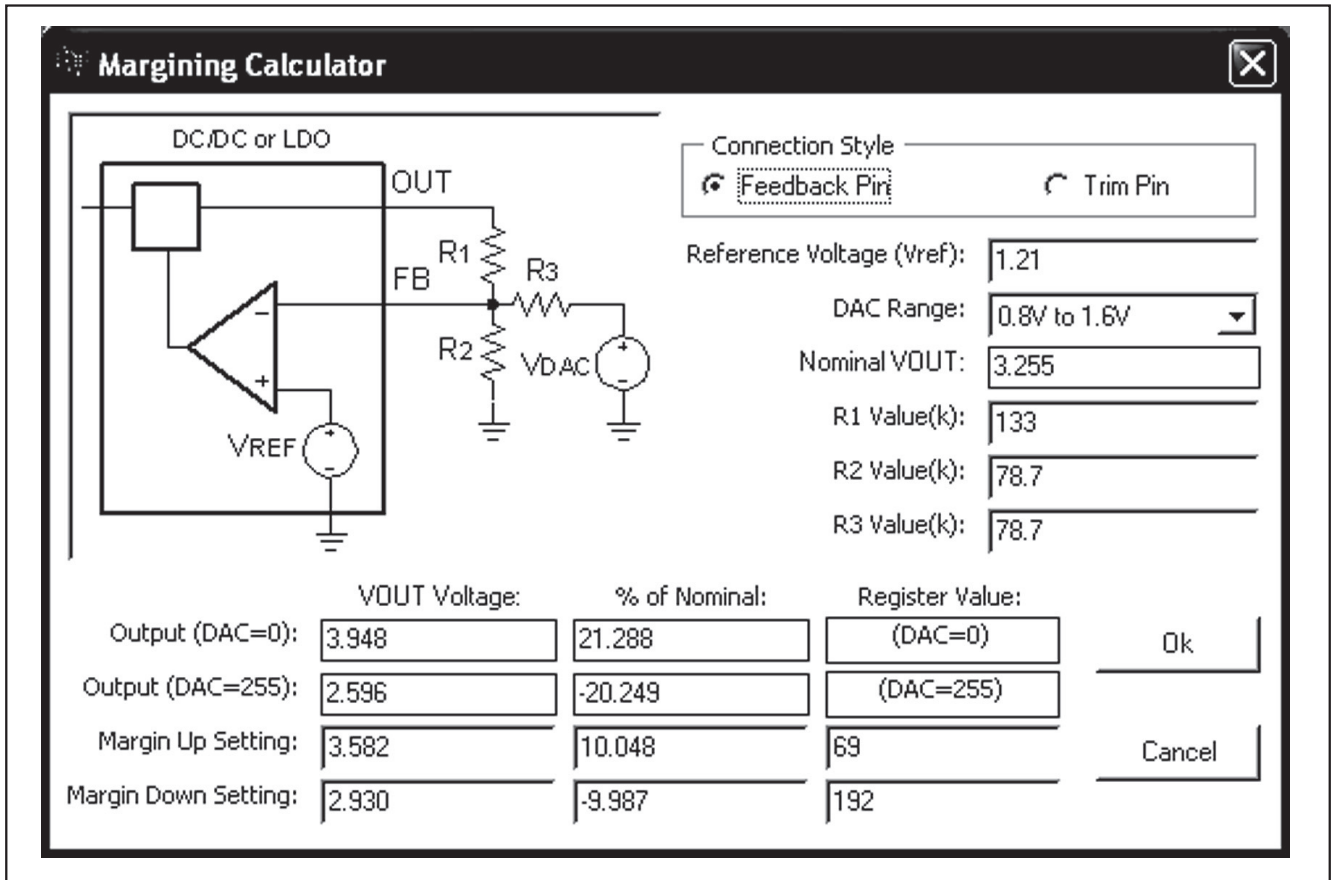 Margining Calculator
DC/DC or LDO
OUT
R1
R3
FB
R2
VDAC
VREF
+
-
+
-
+
-
Connection Style
Feedback Pin
Trim Pin
Reference Voltage (Vref): 1.21
DAC Range: 0.8V to 1.6V
Nominal VOUT: 3.255
R1 Value(k): 133
R2 Value(k): 78.7
R3 Value(k): 78.7
VOUT Voltage: % of Nominal: Register Value:
Output (DAC=0): 3.948 21.288 (DAC=0)
Output (DAC=255): 2.596 -20.249 (DAC=255)
Margin Up Setting: 3.582 10.048 69
Margin Down Setting: 2.930 -9.987 192
Ok
Cancel